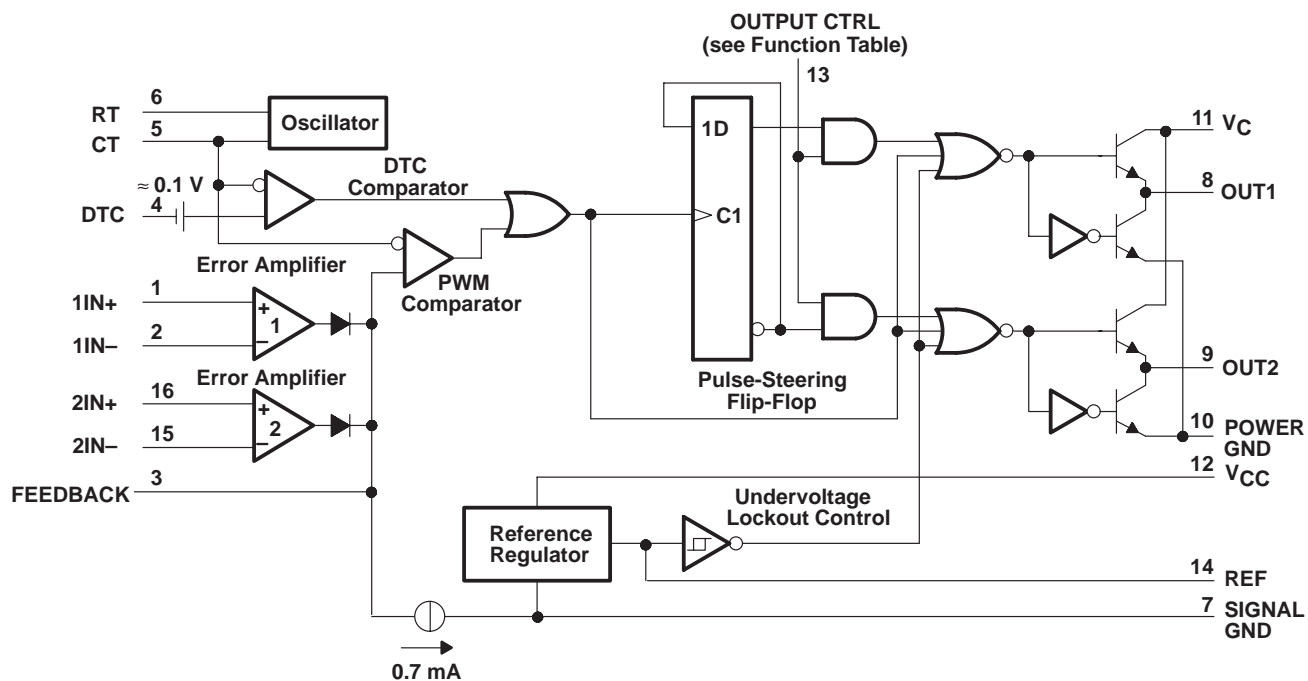 OUTPUT CTRL
(see Function Table)
13
6
RT
Oscillator
5
CT
≈ 0.1 V
4
DTC
DTC
Comparator
1D
C1
11 VC
8
OUT1
Error Amplifier
PWM
Comparator
1
1IN+
+
1
–
2
1IN–
Error Amplifier
16
2IN+
+
2
–
15
2IN–
3
FEEDBACK
Pulse-Steering
Flip-Flop
9
OUT2
10 POWER
GND
12 VCC
Undervoltage
Lockout Control
Reference
Regulator
14
REF
7 SIGNAL
GND
0.7 mA